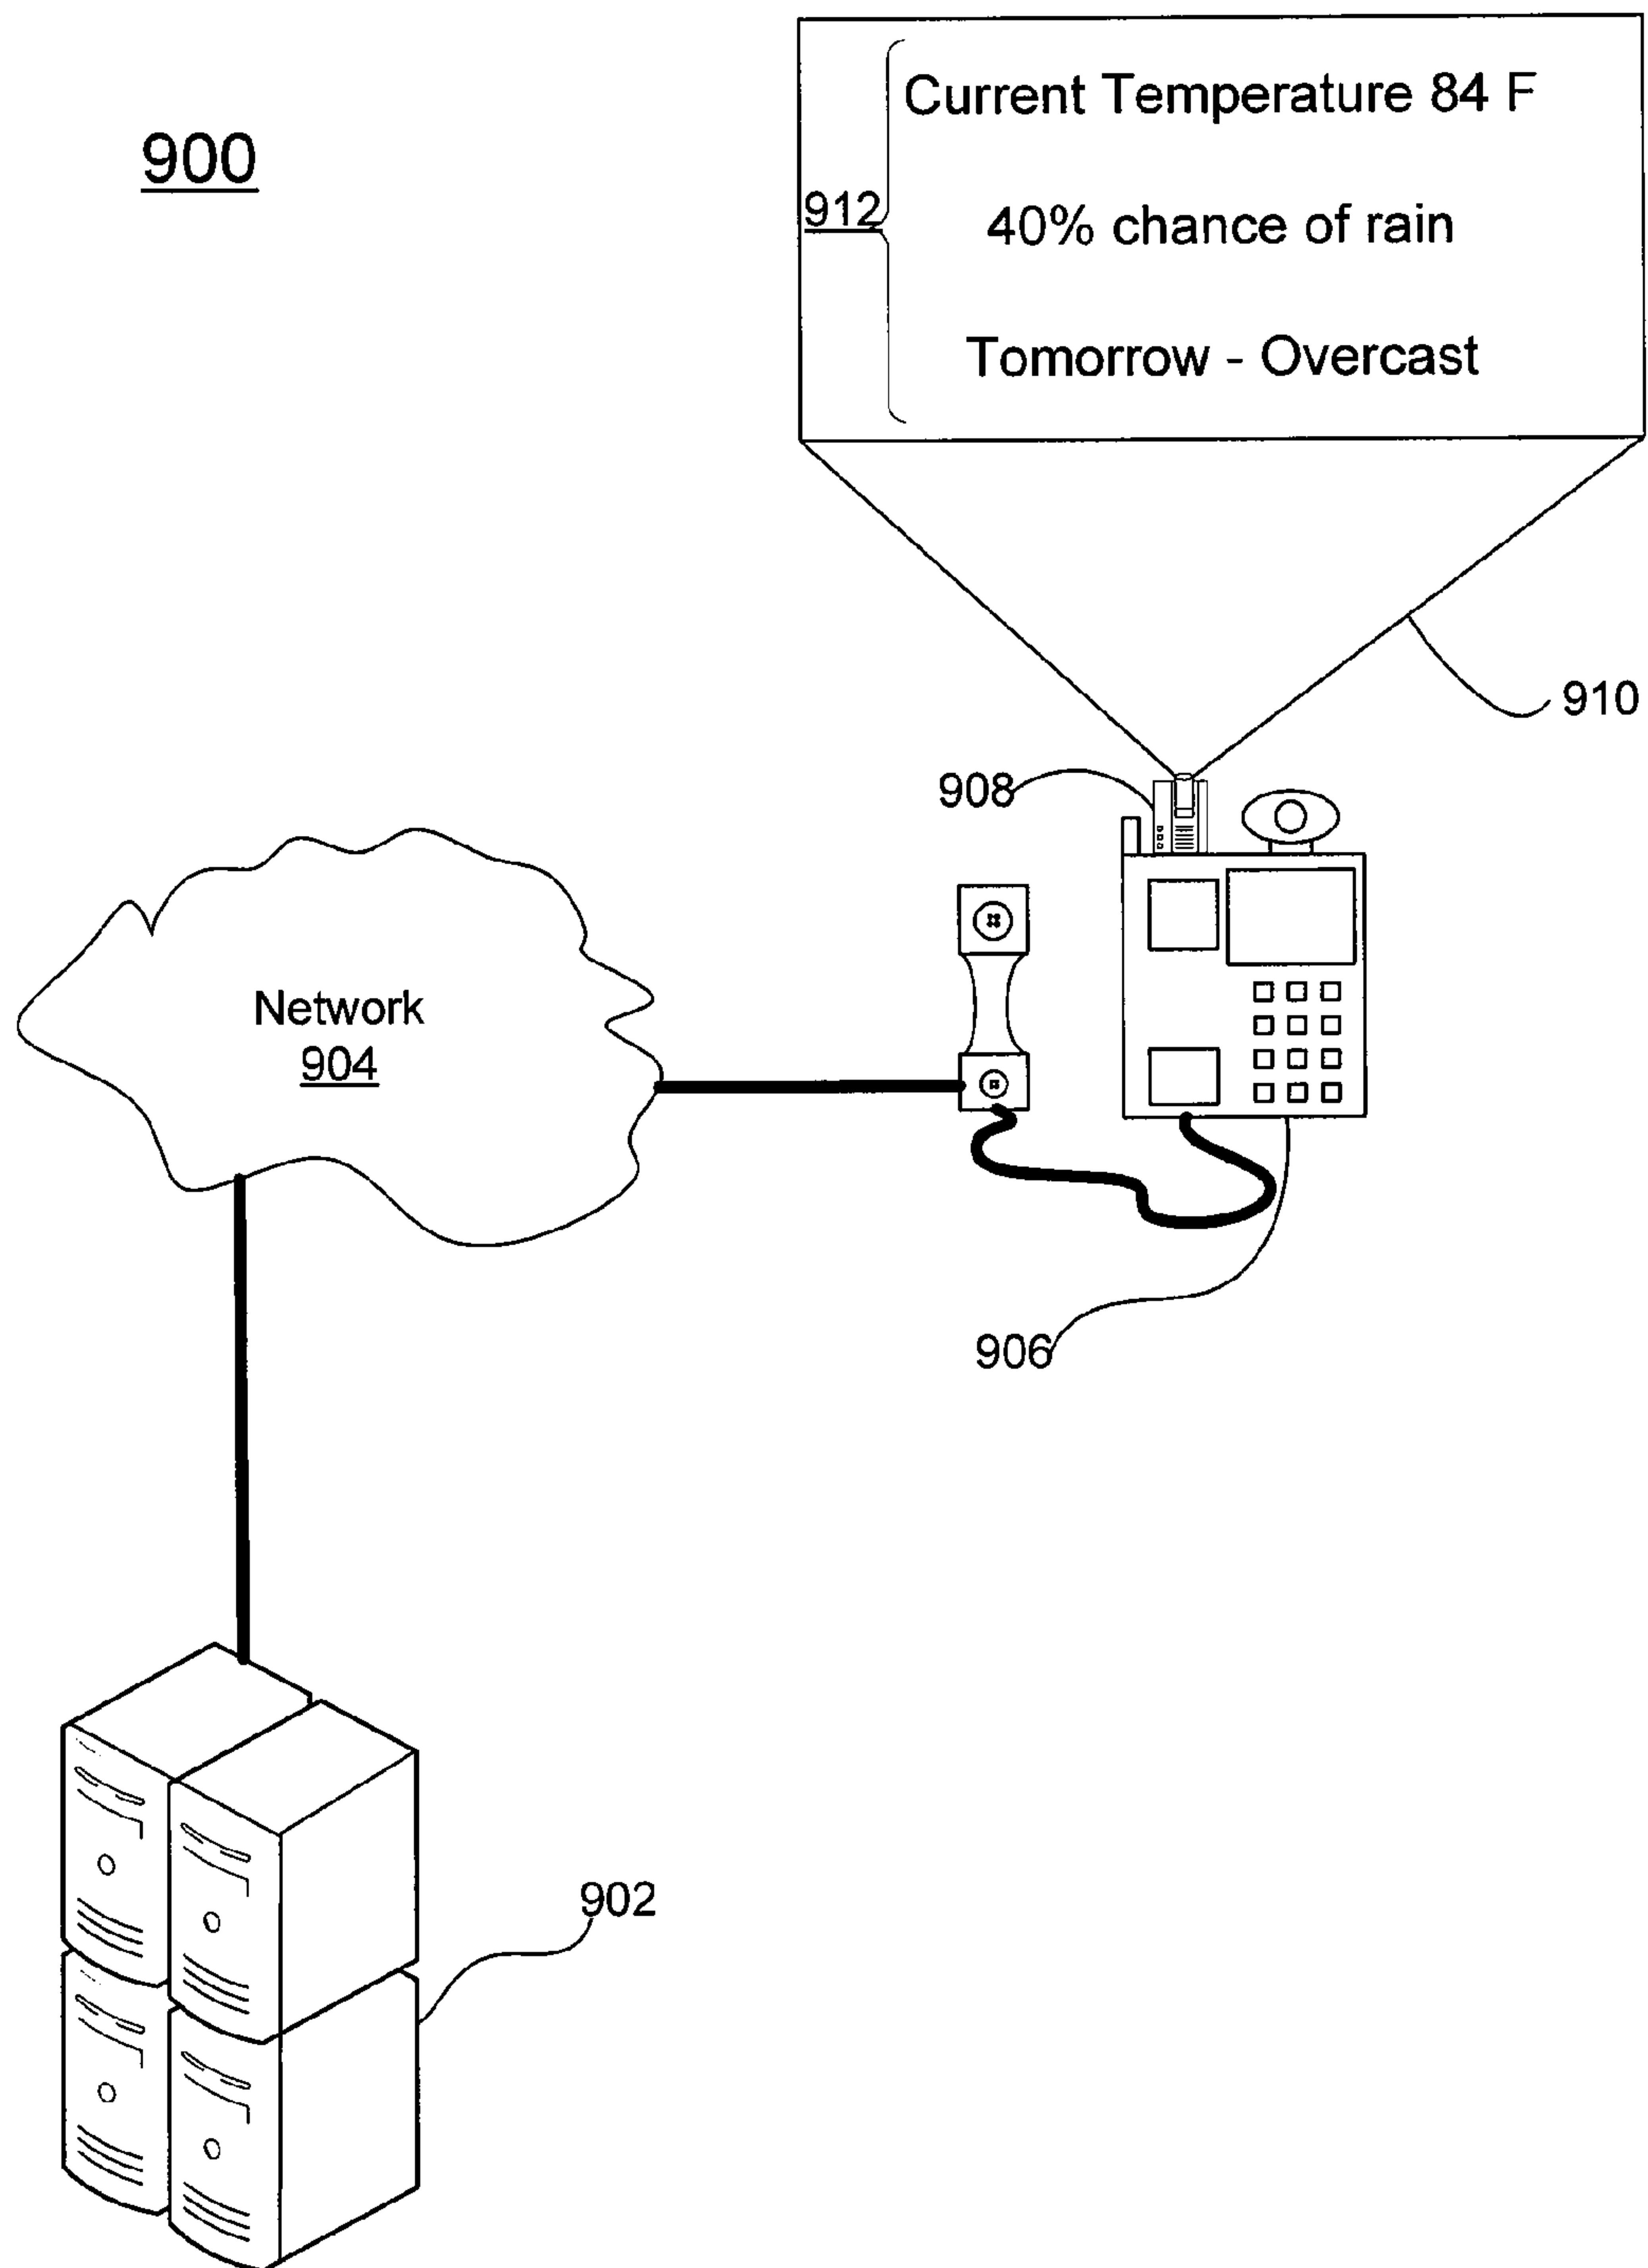 900
Current Temperature 84 F
912
40% chance of rain
Tomorrow - Overcast
910
908
Network
904
906
902